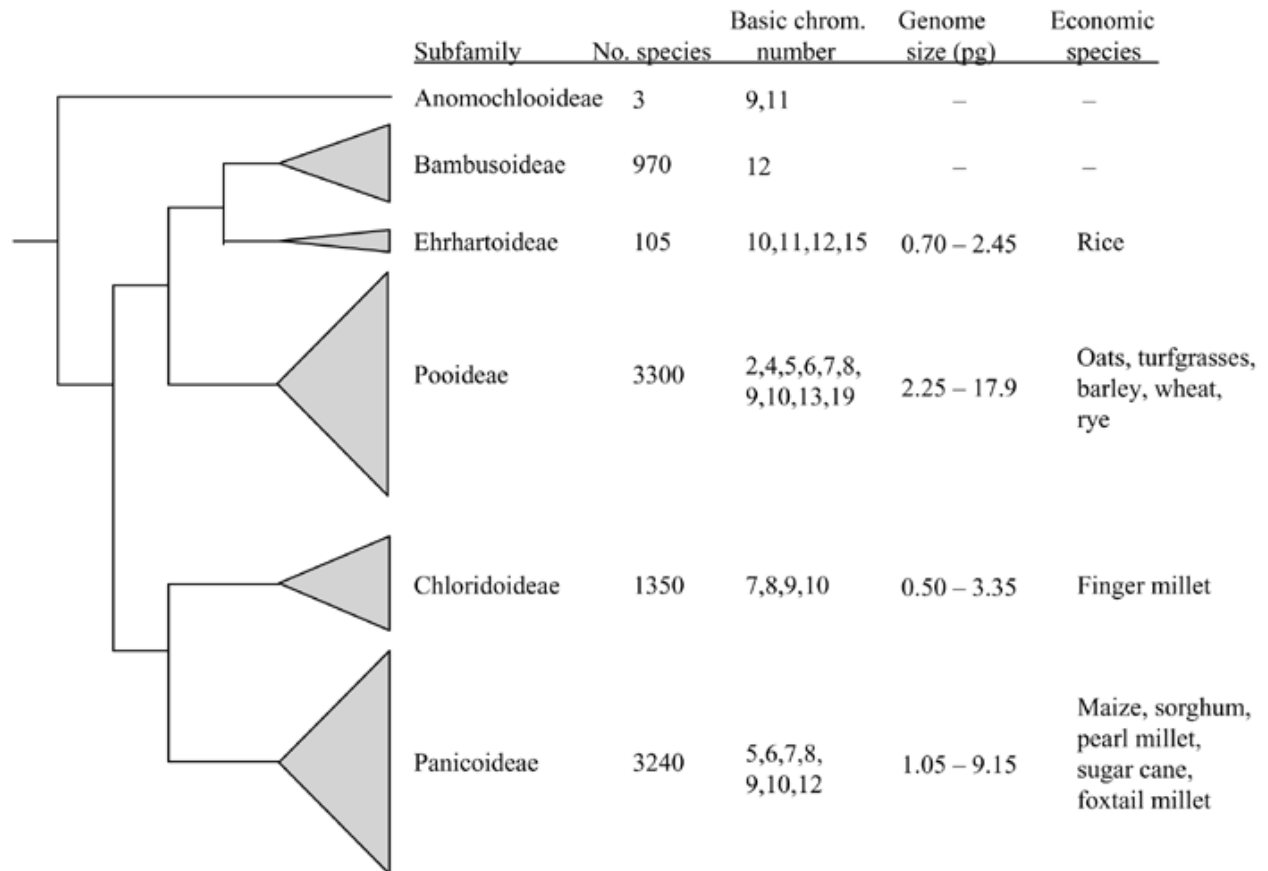 Basic chrom. Genome Economic
Subfamily No. species number size (pg) species
Anomochlooideae 3 9,11 – –
Bambusoideae 970 12 – –
Ehrhartoideae 105 10,11,12,15 0.70 – 2.45 Rice
Pooideae 3300 2,4,5,6,7,8, 2.25 – 17.9 Oats, turfgrasses,
9,10,13,19 barley, wheat,
rye
Chloridoideae 1350 7,8,9,10 0.50 – 3.35 Finger millet
Panicoideae 3240 5,6,7,8, 1.05 – 9.15 Maize, sorghum,
9,10,12 pearl millet,
sugar cane,
foxtail millet